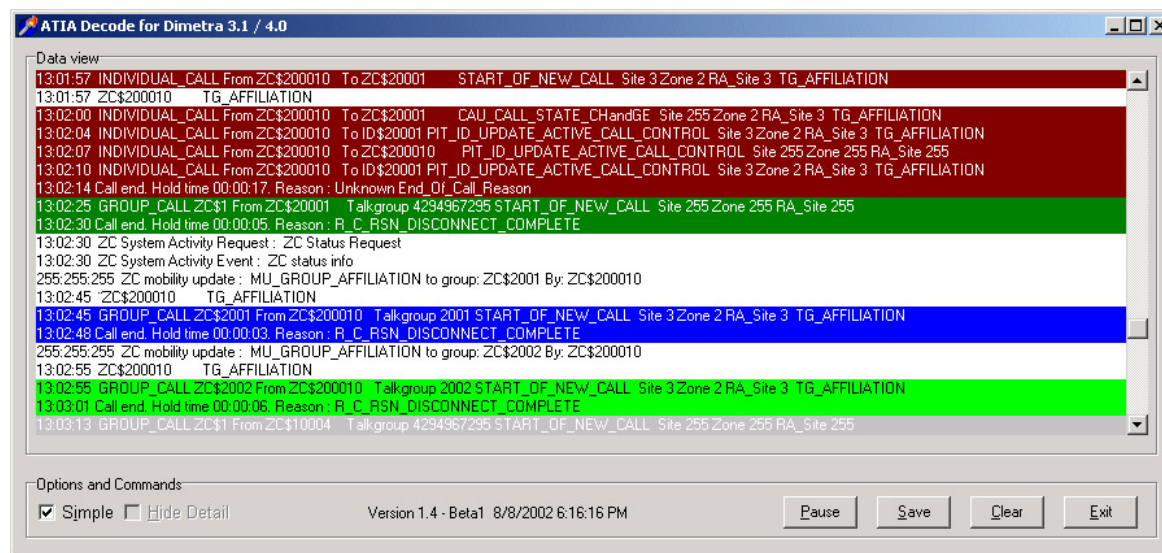 ATIA Decode for Dimetra 3.1 / 4.0
Data view
13:01:57 INDIVIDUAL_CALL From ZC$200010 To ZC$20001 START_OF_NEW_CALL Site 3 Zone 2 RA_Site 3 TG_AFFILIATION
13:01:57 ZC$200010 TG_AFFILIATION
13:02:00 INDIVIDUAL_CALL From ZC$200010 To ZC$20001 CAU_CALL_STATE_CHandGE Site 255 Zone 2 RA_Site 3 TG_AFFILIATION
13:02:04 INDIVIDUAL_CALL From ZC$200010 To ID$20001 PIT_ID_UPDATE_ACTIVE_CALL_CONTROL Site 3 Zone 2 RA_Site 3 TG_AFFILIATION
13:02:07 INDIVIDUAL_CALL From ZC$200010 To ZC$200010 PIT_ID_UPDATE_ACTIVE_CALL_CONTROL Site 255 Zone 255 RA_Site 255
13:02:10 INDIVIDUAL_CALL From ZC$200010 To ID$20001 PIT_ID_UPDATE_ACTIVE_CALL_CONTROL Site 3 Zone 2 RA_Site 3 TG_AFFILIATION
13:02:14 Call end. Hold time 00:00:17. Reason : Unknown End_Of_Call_Reason
13:02:25 GROUP_CALL ZC$1 From ZC$20001 Talkgroup 4294967295 START_OF_NEW_CALL Site 255 Zone 255 RA_Site 255
13:02:30 Call end. Hold time 00:00:05. Reason : R_C_RSN_DISCONNECT_COMPLETE
13:02:30 ZC System Activity Request : ZC Status Request
13:02:30 ZC System Activity Event : ZC status info
255:255:255 ZC mobility update : MU_GROUP_AFFILIATION to group: ZC$2001 By: ZC$200010
13:02:45 ¨ZC$200010 TG_AFFILIATION
13:02:45 GROUP_CALL ZC$2001 From ZC$200010 Talkgroup 2001 START_OF_NEW_CALL Site 3 Zone 2 RA_Site 3 TG_AFFILIATION
13:02:48 Call end. Hold time 00:00:03. Reason : R_C_RSN_DISCONNECT_COMPLETE
255:255:255 ZC mobility update : MU_GROUP_AFFILIATION to group: ZC$2002 By: ZC$200010
13:02:55 ZC$200010 TG_AFFILIATION
13:02:55 GROUP_CALL ZC$2002 From ZC$200010 Talkgroup 2002 START_OF_NEW_CALL Site 3 Zone 2 RA_Site 3 TG_AFFILIATION
13:03:01 Call end. Hold time 00:00:06. Reason : R_C_RSN_DISCONNECT_COMPLETE
13:03:13 GROUP_CALL ZC$1 From ZC$10004 Talkgroup 4294967295 START_OF_NEW_CALL Site 255 Zone 255 RA_Site 255
Options and Commands
Simple Hide Detail Version 1.4 - Beta1 8/8/2002 6:16:16 PM Pause Save Clear Exit